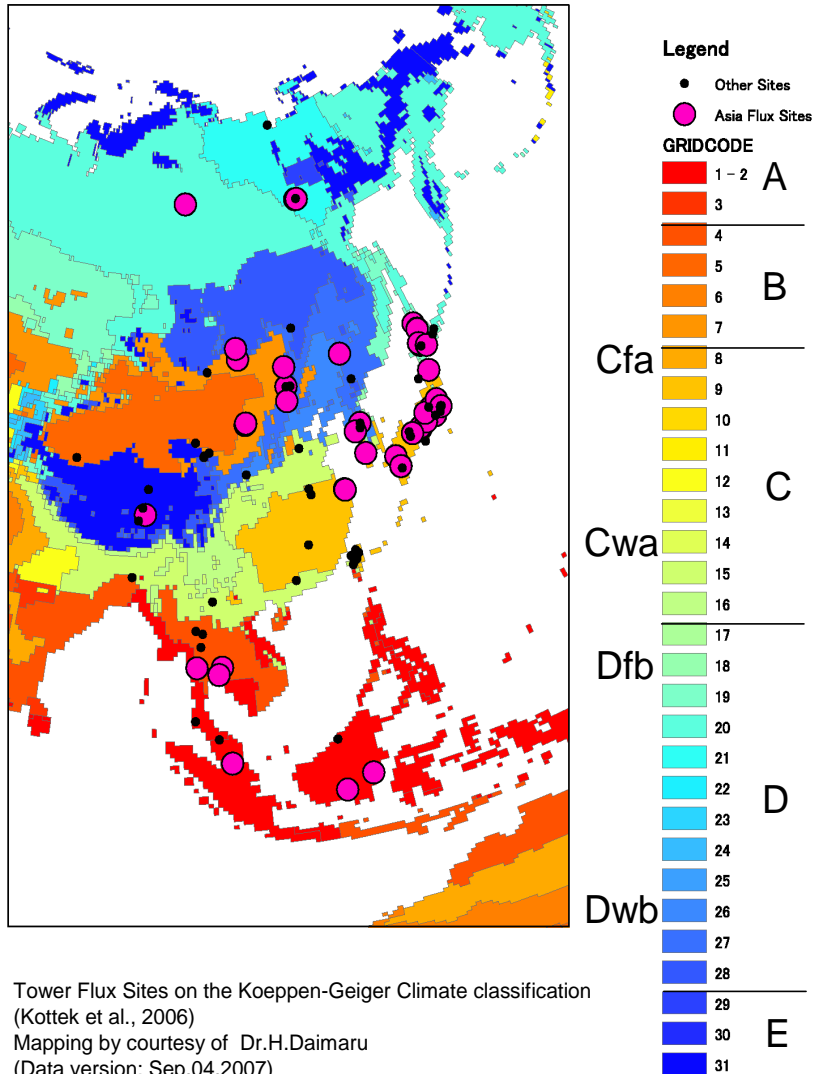 Legend
Other Sites
Asia Flux Sites
GRIDCODE
1 - 2 A
3
4
5
6 B
7
Cfa 8
9
10
11
12 C
13
Cwa 14
15
16
17
Dfb 18
19
20
21
22 D
23
24
25
Dwb 26
27
28
29
30 E
31
Tower Flux Sites on the Koeppen-Geiger Climate classification
(Kottek et al., 2006)
Mapping by courtesy of Dr.H.Daimaru
(Data version: Sep.04.2007)